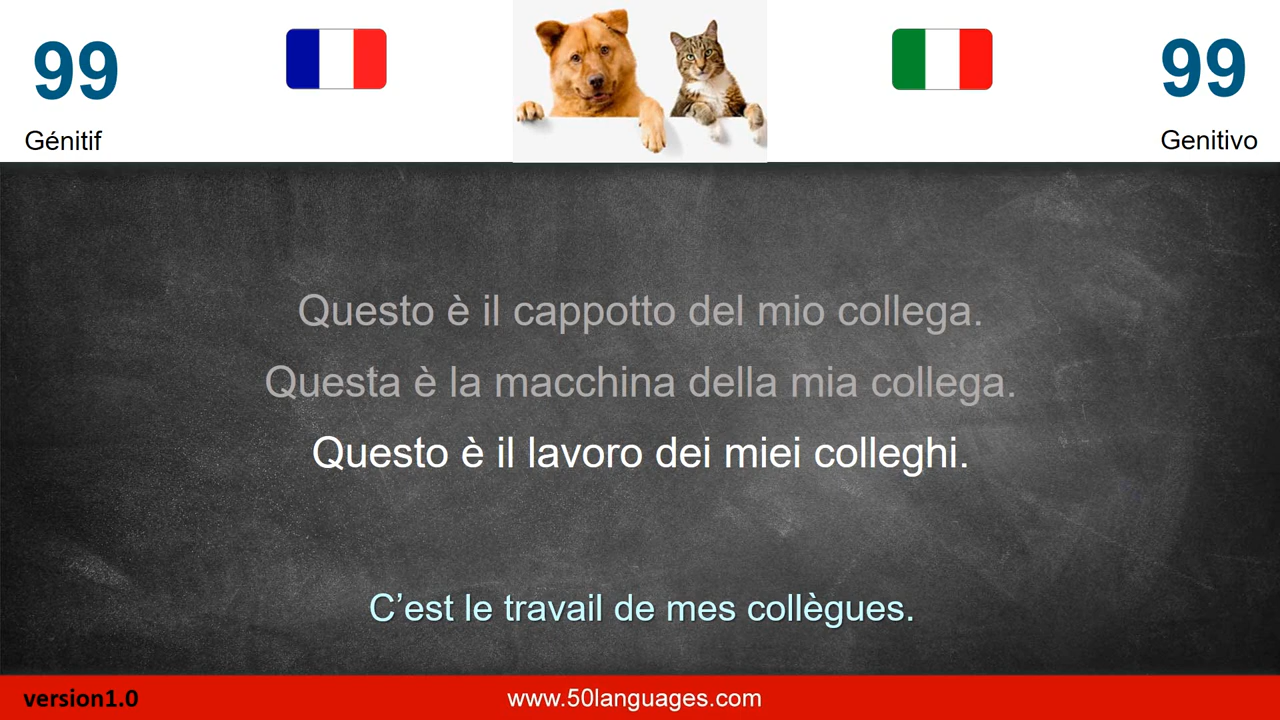 99
99
Génitif
Genitivo
Questo è il cappotto del mio collega.
Questa è la macchina della mia collega.
Questo è il lavoro dei miei colleghi.
C’est le travail de mes collègues.
version1.0
www.50languages.com